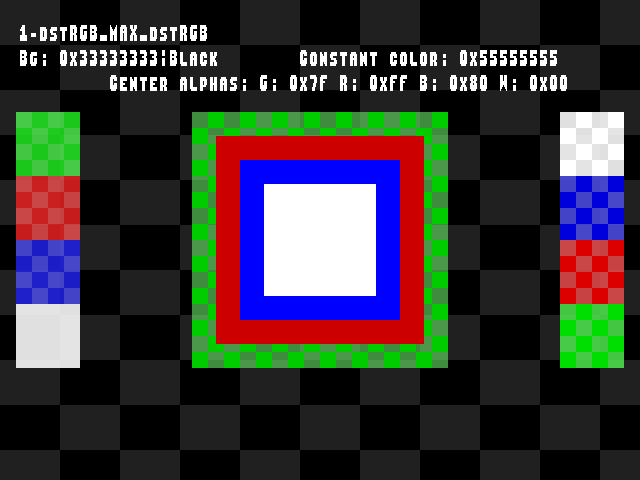 1-dstRGB_MAX_dstRGB
Bg: 0x33333333¦Black Constant color: 0x55555555
Center alphas: G: 0x7F R: 0xFF B: 0x80 W: 0x00